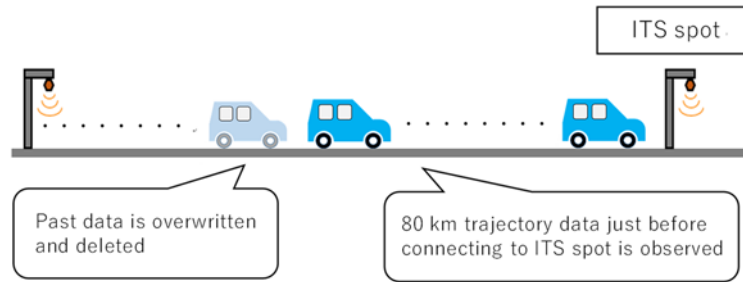 ITS spot
Past data is overwritten
and deleted
80 km trajectory data just before
connecting to ITS spot is observed